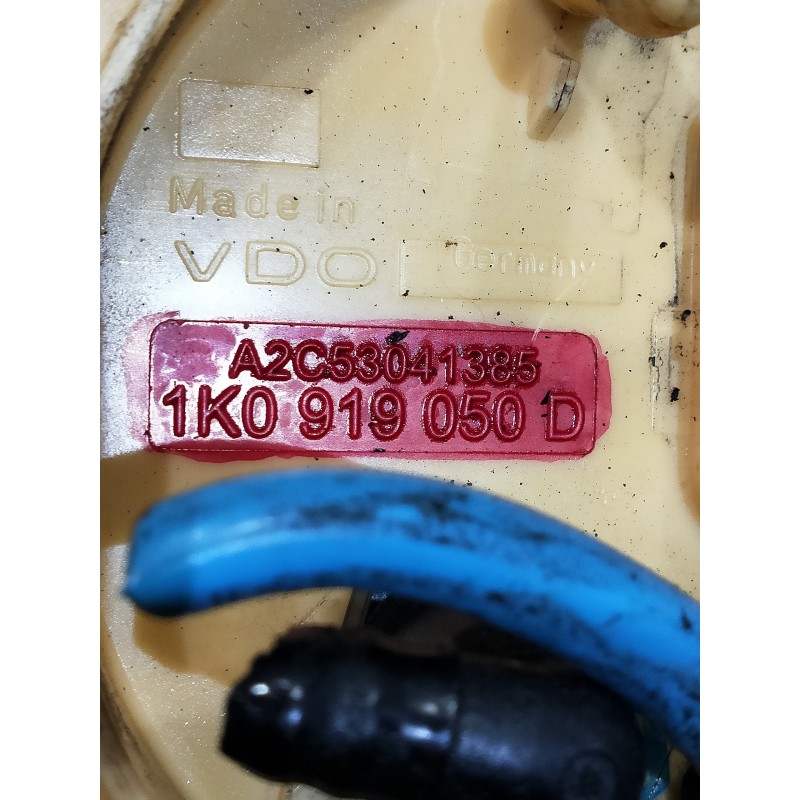 Made in
VDO Germany
A2C53041385
1K0 919 050 D